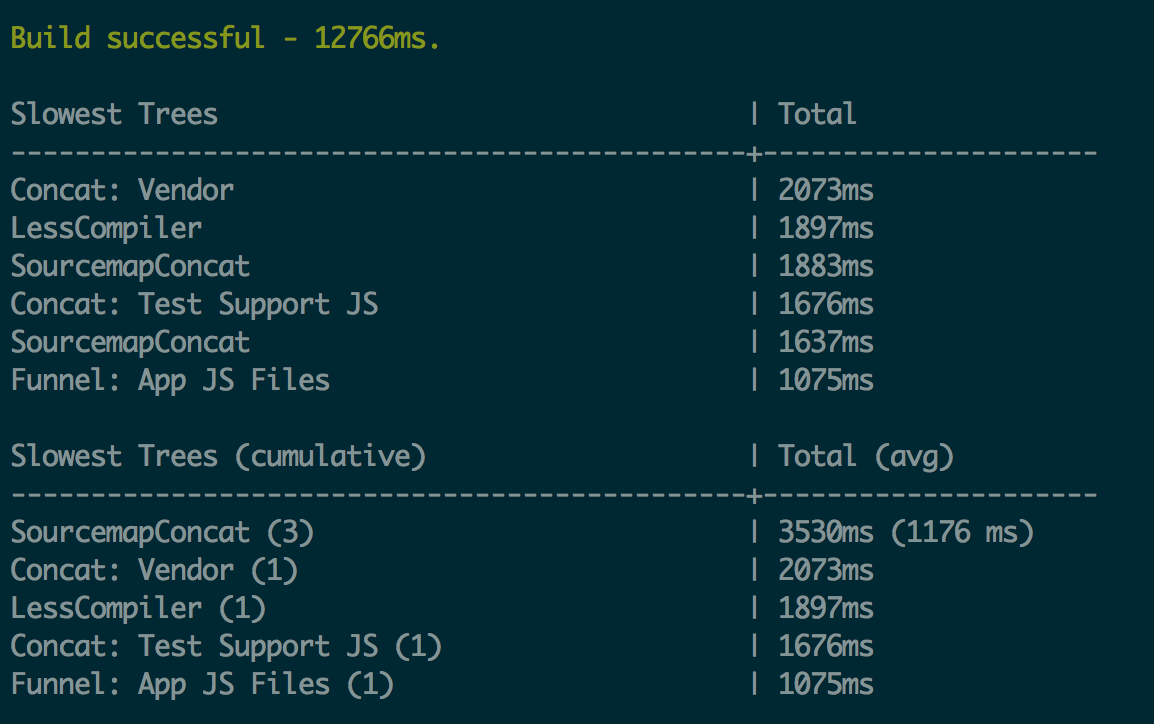 Build successful - 12766ms.
Slowest Trees | Total
----------------------------------------------+---------------------
Concat: Vendor | 2073ms
LessCompiler | 1897ms
SourcemapConcat | 1883ms
Concat: Test Support JS | 1676ms
SourcemapConcat | 1637ms
Funnel: App JS Files | 1075ms
Slowest Trees (cumulative) | Total (avg)
----------------------------------------------+---------------------
SourcemapConcat (3) | 3530ms (1176 ms)
Concat: Vendor (1) | 2073ms
LessCompiler (1) | 1897ms
Concat: Test Support JS (1) | 1676ms
Funnel: App JS Files (1) | 1075ms